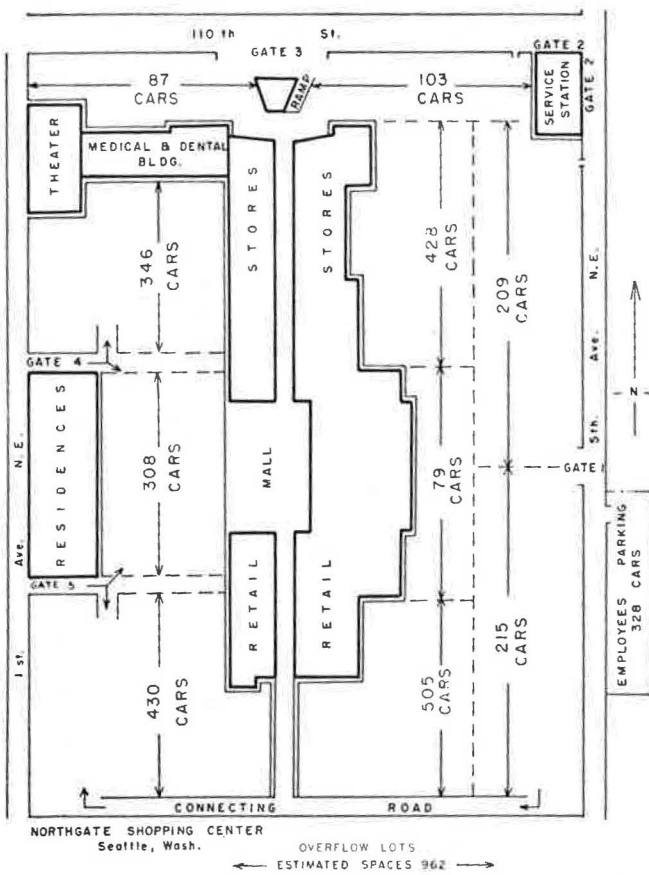 110 th St.
GATE 3
GATE 2
87
CARS
RAMP
103
CARS
SERVICE
STATION
GATE 2
THEATER
MEDICAL & DENTAL
BLDG.
STORES
STORES
346
CARS
428
CARS
209
CARS
N.E.
Ave.
5th.
N
GATE 4
RESIDENCES
308
CARS
MALL
79
CARS
GATE 1
N.E.
Ave.
1 st.
GATE 5
RETAIL
RETAIL
EMPLOYEES PARKING
328 CARS
430
CARS
505
CARS
215
CARS
CONNECTING ROAD
NORTHGATE SHOPPING CENTER
Seattle, Wash.
OVERFLOW LOTS
ESTIMATED SPACES 962